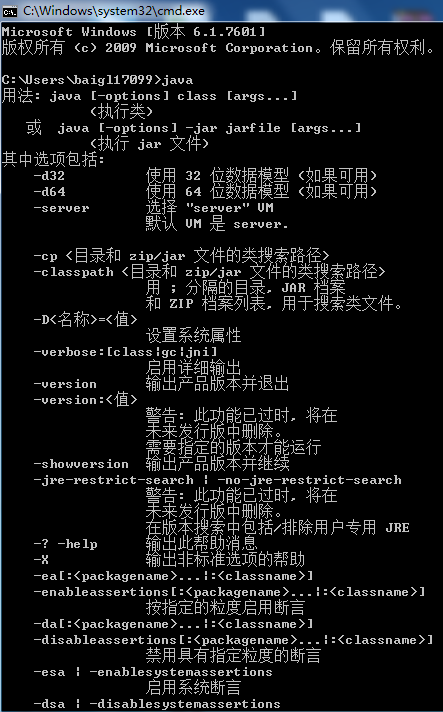 C:\Windows\system32\cmd.exe
Microsoft Windows [版本 6.1.7601]
版权所有 (c) 2009 Microsoft Corporation。保留所有权利。
C:\Users\baigl17099>java
用法: java [-options] class [args...]
(执行类)
或 java [-options] -jar jarfile [args...]
(执行 jar 文件)
其中选项包括:
-d32 使用 32 位数据模型 (如果可用)
-d64 使用 64 位数据模型 (如果可用)
-server 选择 "server" VM
默认 VM 是 server.
-cp <目录和 zip/jar 文件的类搜索路径>
-classpath <目录和 zip/jar 文件的类搜索路径>
用 ; 分隔的目录, JAR 档案
和 ZIP 档案列表, 用于搜索类文件。
-D<名称>=<值>
设置系统属性
-verbose:[class|gc|jni]
启用详细输出
-version 输出产品版本并退出
-version:<值>
警告: 此功能已过时, 将在
未来发行版中删除。
需要指定的版本才能运行
-showversion 输出产品版本并继续
-jre-restrict-search | -no-jre-restrict-search
警告: 此功能已过时, 将在
未来发行版中删除。
在版本搜索中包括/排除用户专用 JRE
-? -help 输出此帮助消息
-X 输出非标准选项的帮助
-ea[:<packagename>...|:<classname>]
-enableassertions[:<packagename>...|:<classname>]
按指定的粒度启用断言
-da[:<packagename>...|:<classname>]
-disableassertions[:<packagename>...|:<classname>]
禁用具有指定粒度的断言
-esa | -enablesystemassertions
启用系统断言
-dsa | -disablesystemassertions